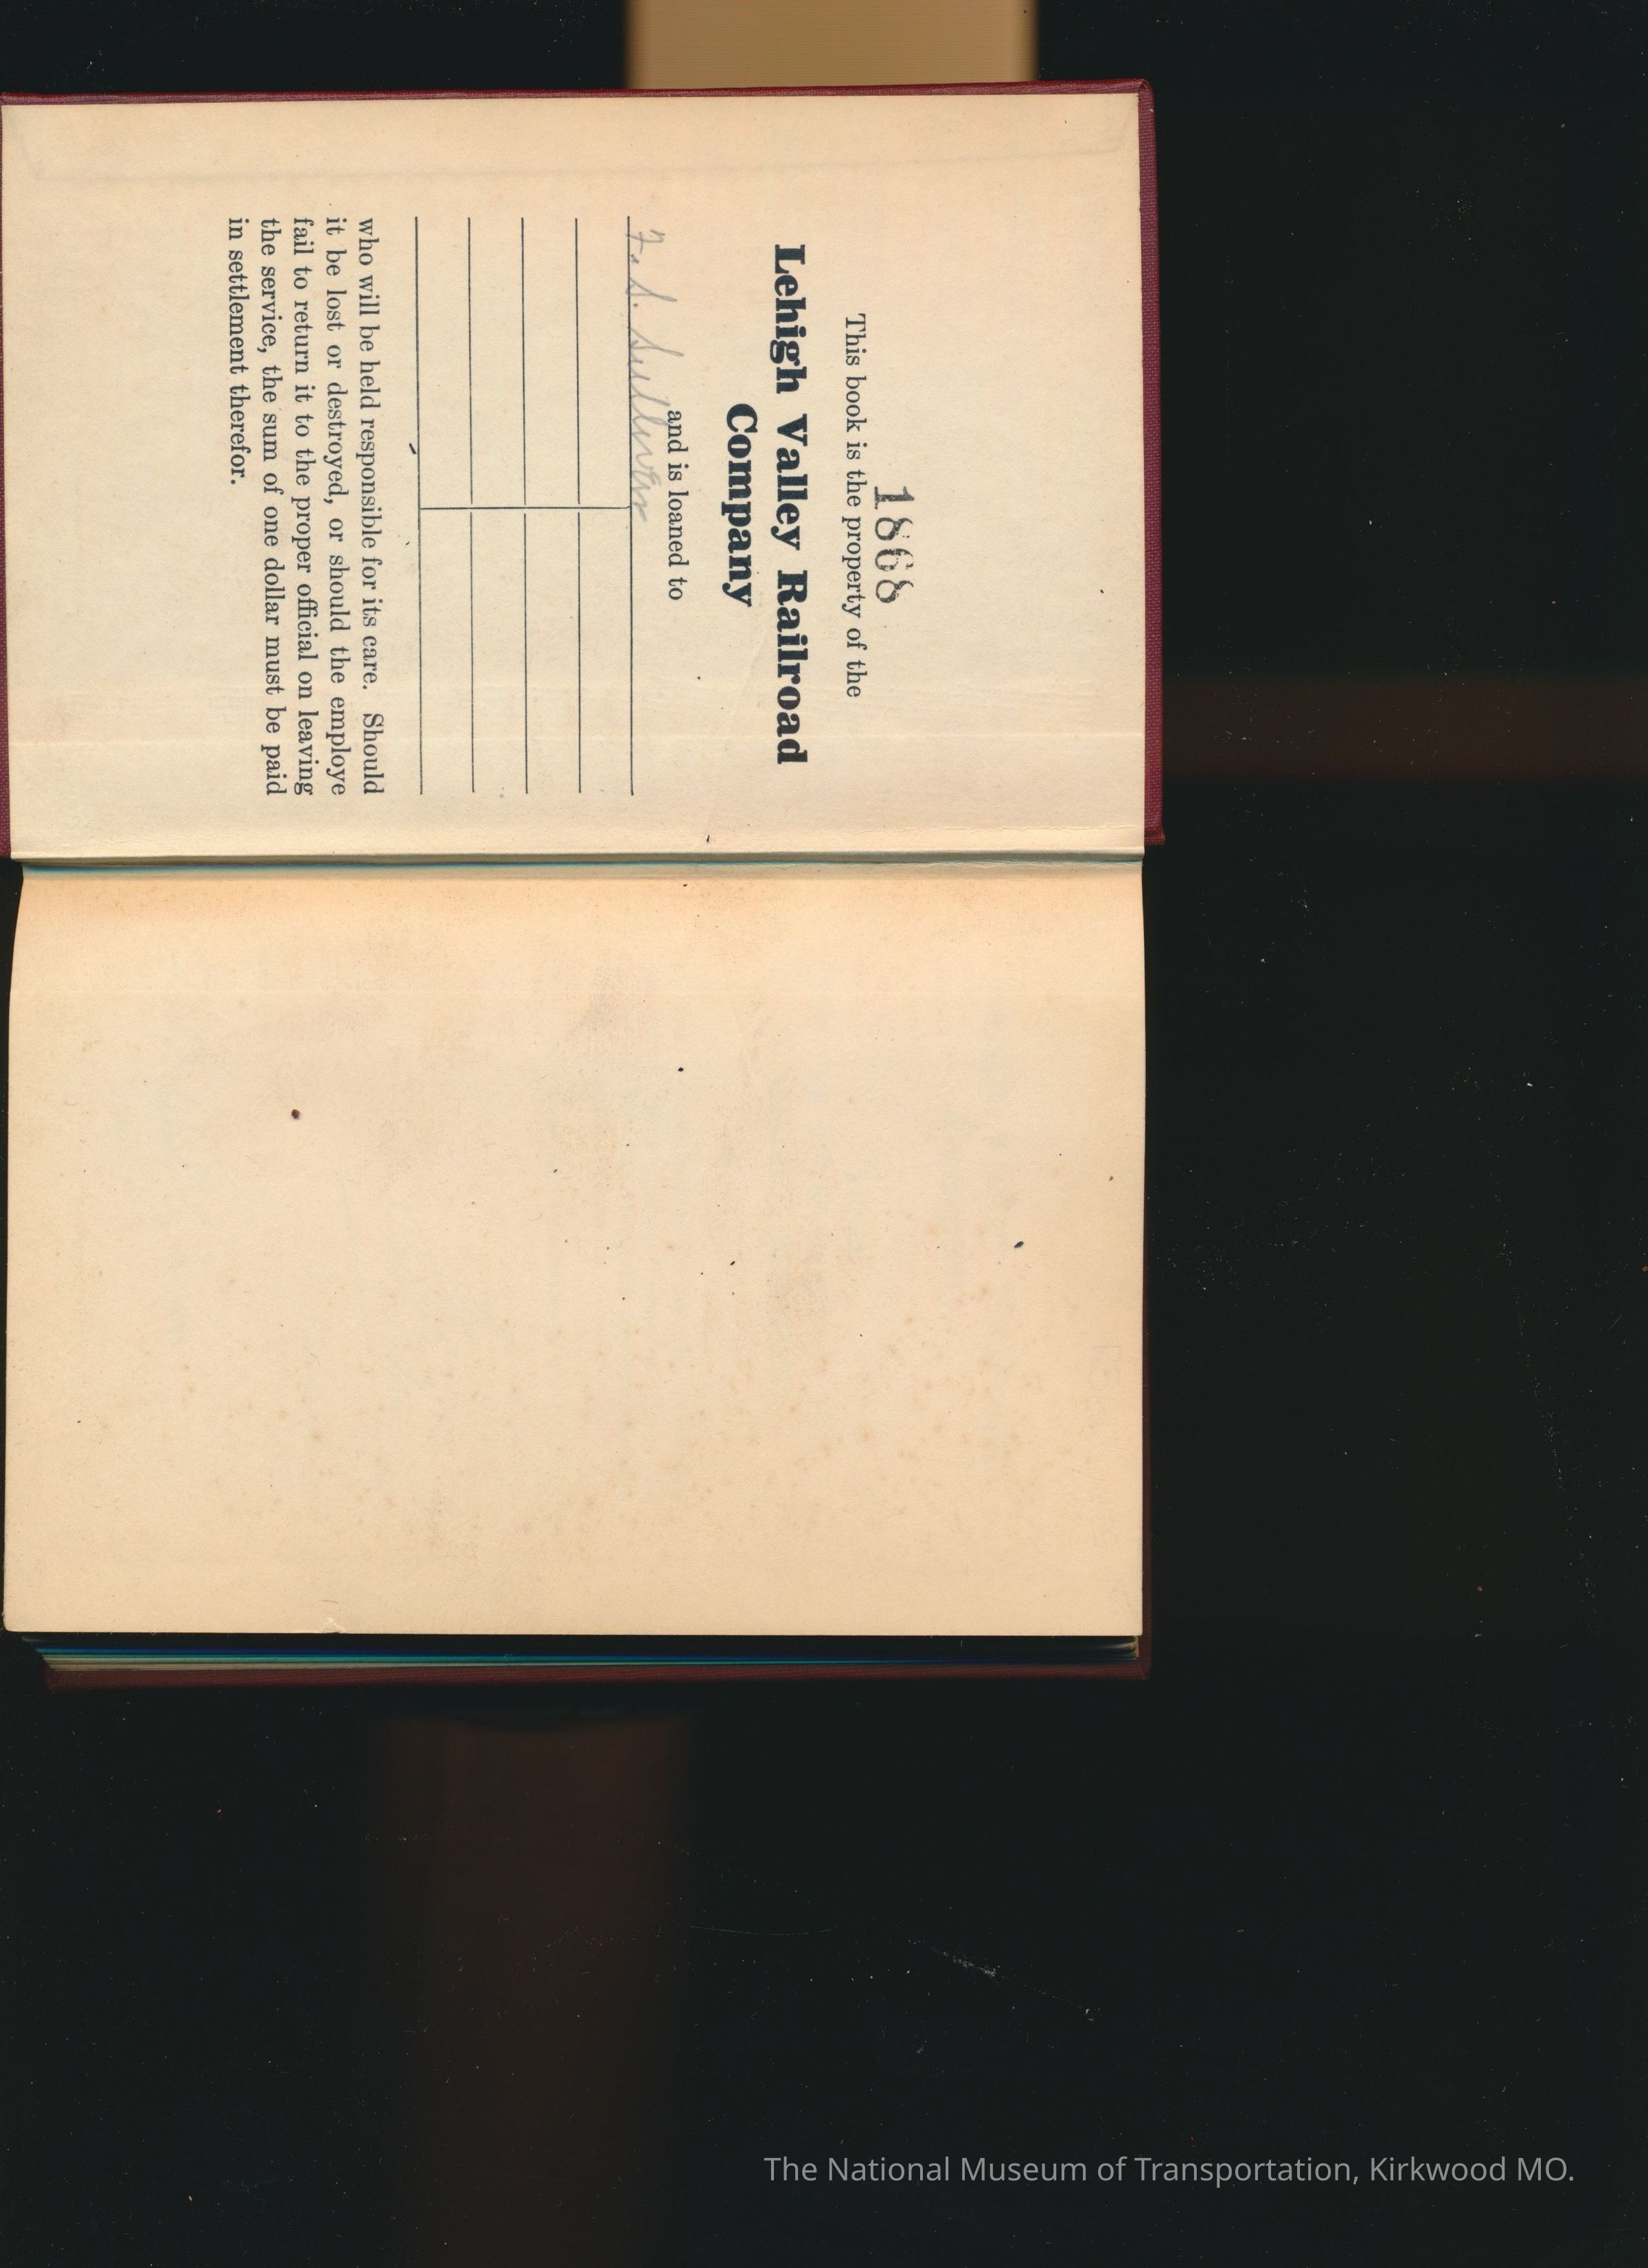 1868
This book is the property of the
Lehigh Valley Railroad
Company
and is loaned to
F. S. Sullivan
who will be held responsible for its care. Should
it be lost or destroyed, or should the employe
fail to return it to the proper official on leaving
the service, the sum of one dollar must be paid
in settlement therefor.
The National Museum of Transportation, Kirkwood MO.